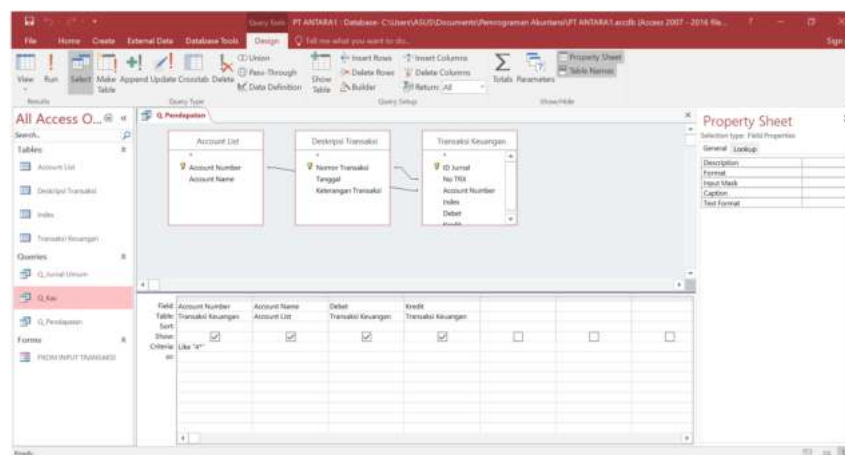 Query Tools
PT ANTARA1 : Database- C:\Users\ASUS\Documents\Pemrograman Akuntansi\PT ANTARA1.accdb (Access 2007 - 2016 file...
File Home Create External Data Database Tools Design Tell me what you want to do... Sign
View Run Select Make Table Append Update Crosstab Delete
Union
Pass-Through
Data Definition
Show Table
Insert Rows
Delete Rows
Builder
Insert Columns
Delete Columns
Return: All
Totals Parameters
Property Sheet
Table Names
Results Query Type Query Setup Show/Hide
All Access O...
Search...
Tables
Account List
Deskripsi Transaksi
Index
Transaksi Keuangan
Queries
Q_Jurnal Umum
Q_Kas
Q_Pendapatan
Forms
FROM INPUT TRANSAKSI
Q_Pendapatan
Account List
*
Account Number
Account Name
Deskripsi Transaksi
*
Nomor Transaksi
Tanggal
Keterangan Transaksi
Transaksi Keuangan
*
ID Jurnal
No TRX
Account Number
Indes
Debet
Kredit
Field: Account Number Account Name Debet Kredit
Table: Transaksi Keuangan Account List Transaksi Keuangan Transaksi Keuangan
Sort:
Show:
Criteria: Like "4*"
or:
Property Sheet
Selection type: Field Properties
General Lookup
Description
Format
Input Mask
Caption
Text Format
Ready